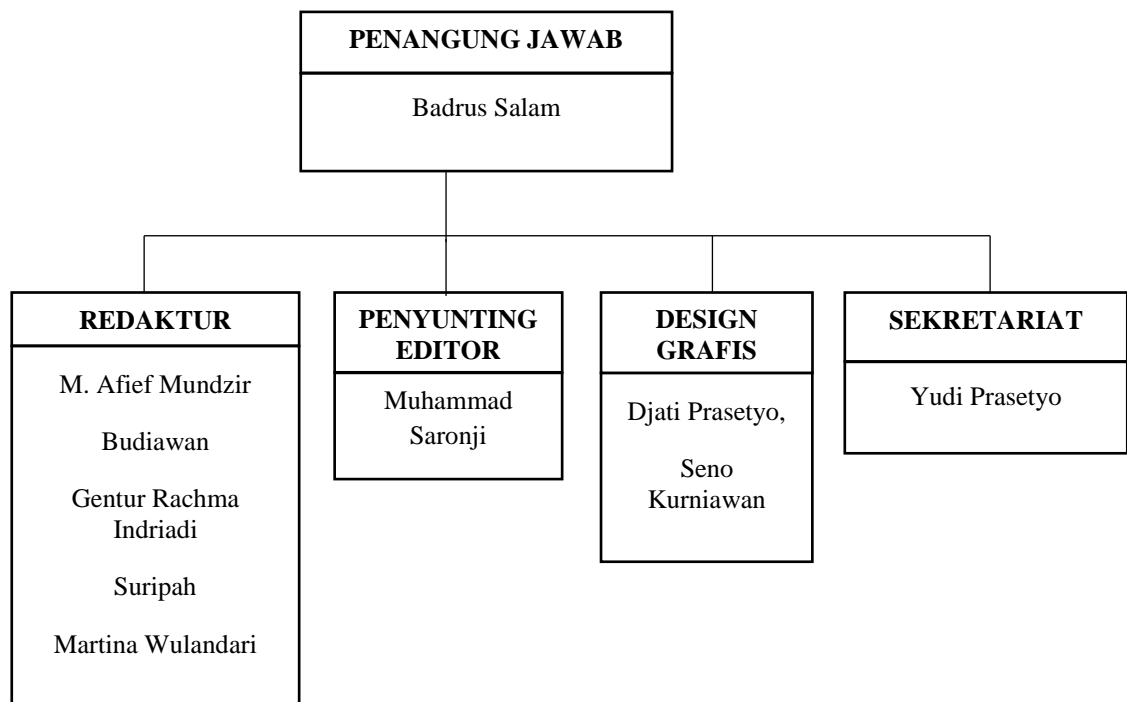 PENANGUNG JAWAB
Badrus Salam
REDAKTUR
M. Afief Mundzir
Budiawan
Gentur Rachma
Indriadi
Suripah
Martina Wulandari
PENYUNTING
EDITOR
Muhammad
Saronji
DESIGN
GRAFIS
Djati Prasetyo,
Seno
Kurniawan
SEKRETARIAT
Yudi Prasetyo